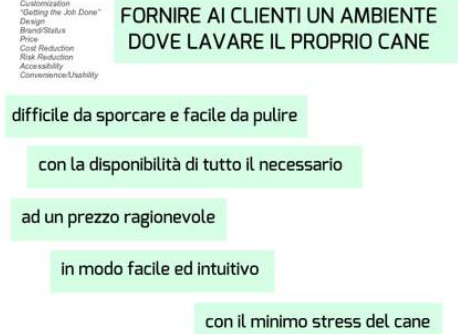 Customization
"Getting the Job Done"
Design
Brand/Status
Price
Cost Reduction
Risk Reduction
Accessibility
Convenience/Usability
FORNIRE AI CLIENTI UN AMBIENTE
DOVE LAVARE IL PROPRIO CANE
difficile da sporcare e facile da pulire
con la disponibilità di tutto il necessario
ad un prezzo ragionevole
in modo facile ed intuitivo
con il minimo stress del cane